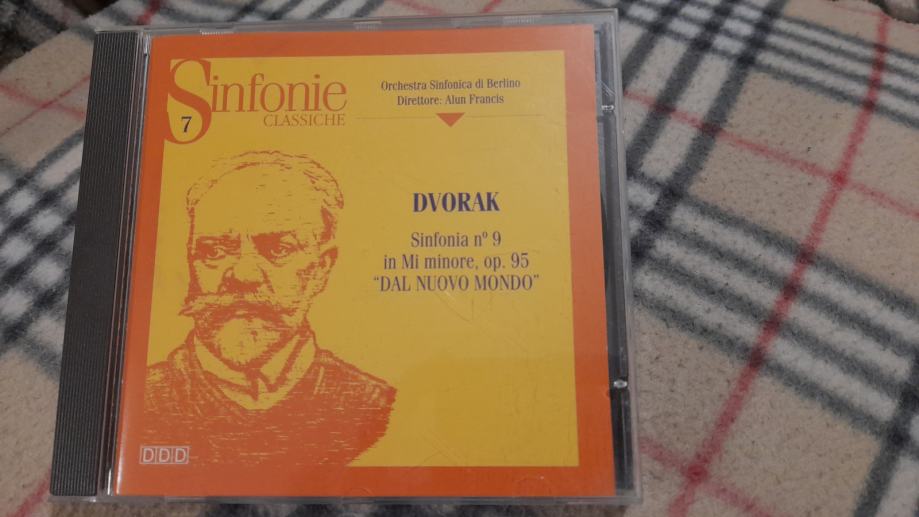 Sinfonie
CLASSICHE
7
Orchestra Sinfonica di Berlino
Direttore: Alun Francis
DVORAK
Sinfonia nº 9
in Mi minore, op. 95
"DAL NUOVO MONDO"
DDD